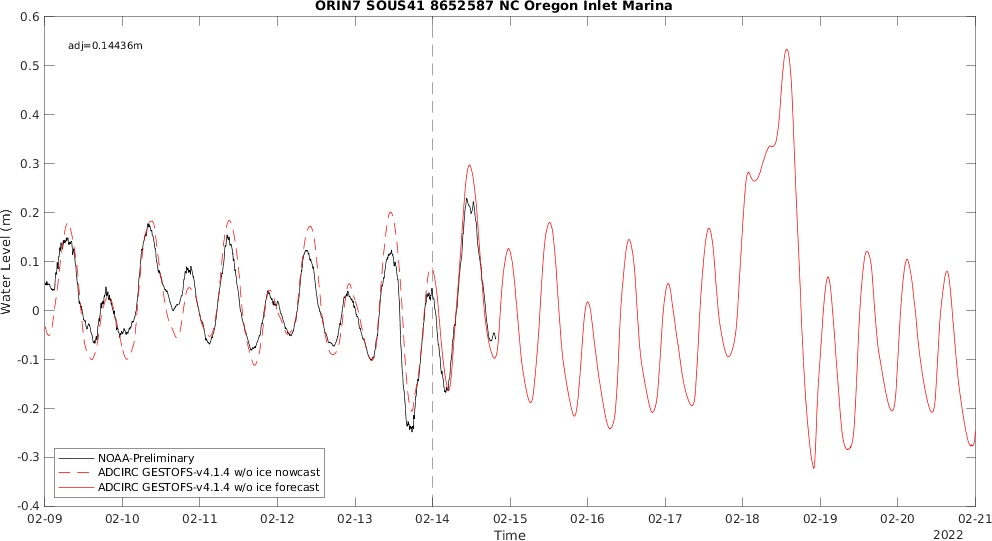 ORIN7 SOUS41 8652587 NC Oregon Inlet Marina
adj=0.14436m
0.6
0.5
0.4
0.3
0.2
0.1
0
-0.1
-0.2
-0.3
-0.4
Water Level (m)
NOAA-Preliminary
ADCIRC GESTOFS-v4.1.4 w/o ice nowcast
ADCIRC GESTOFS-v4.1.4 w/o ice forecast
02-09 02-10 02-11 02-12 02-13 02-14 02-15 02-16 02-17 02-18 02-19 02-20 02-21
Time
2022